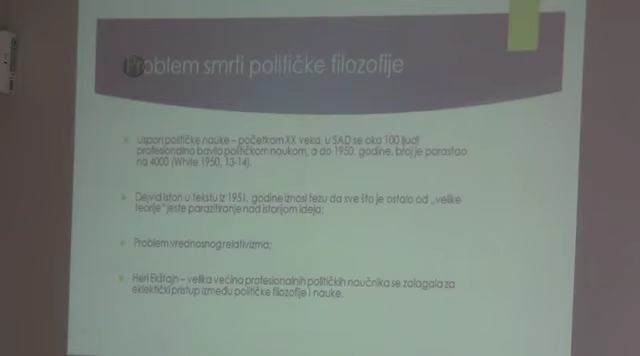 Problem smrti političke filozofije
Uspon političke nauke – početkom XX veka, u SAD se oko 100 ljudi
profesionalno bavilo političkom naukom, a do 1950. godine, broj je porastao
na 4000 (White 1950, 13-14).
Dejvid Iston u tekstu iz 1951. godine iznosi tezu da sve što je ostalo od „velike
teorije" jeste parazitiranje nad istorijom ideja;
Problem vrednosnog relativizma;
Heri Ekštajn – velika većina profesionalnih političkih naučnika se zalagala za
eklektički pristup između političke filozofije i nauke.